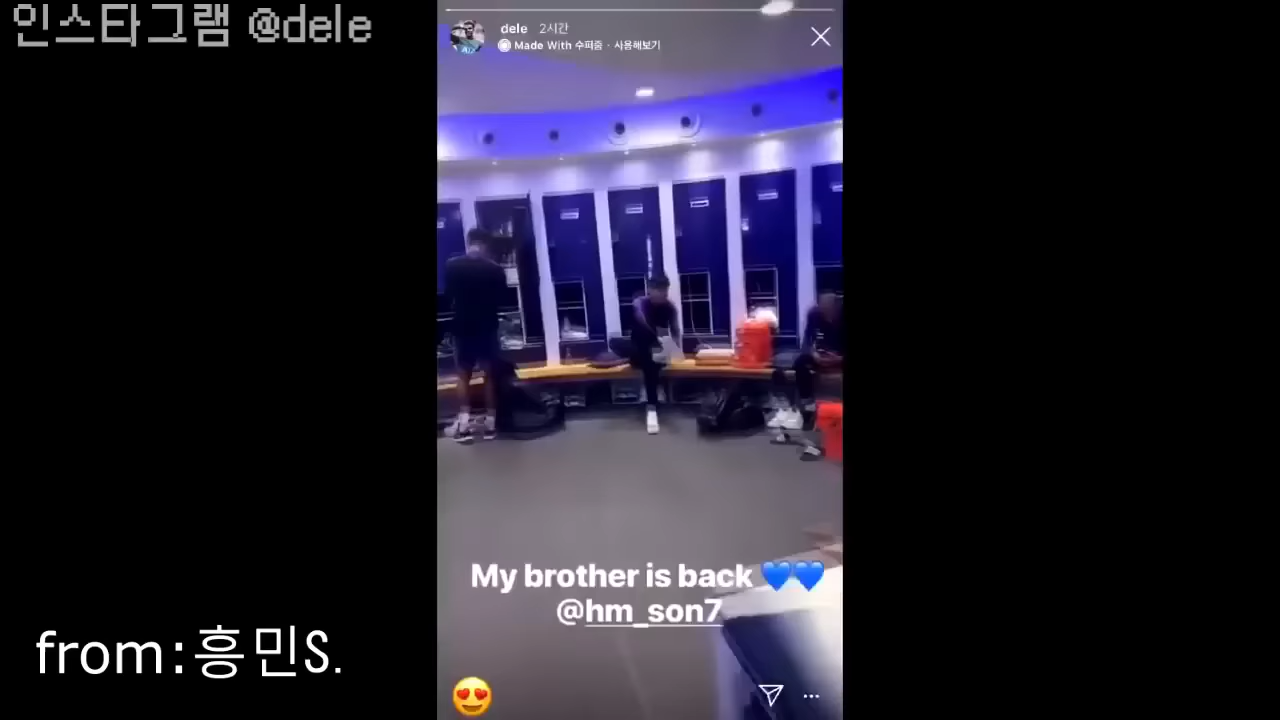 인스타그램 @dele
dele 2시간
Made With 수퍼줌 · 사용해보기
My brother is back 💙💙
@hm_son7
from:흥민S.